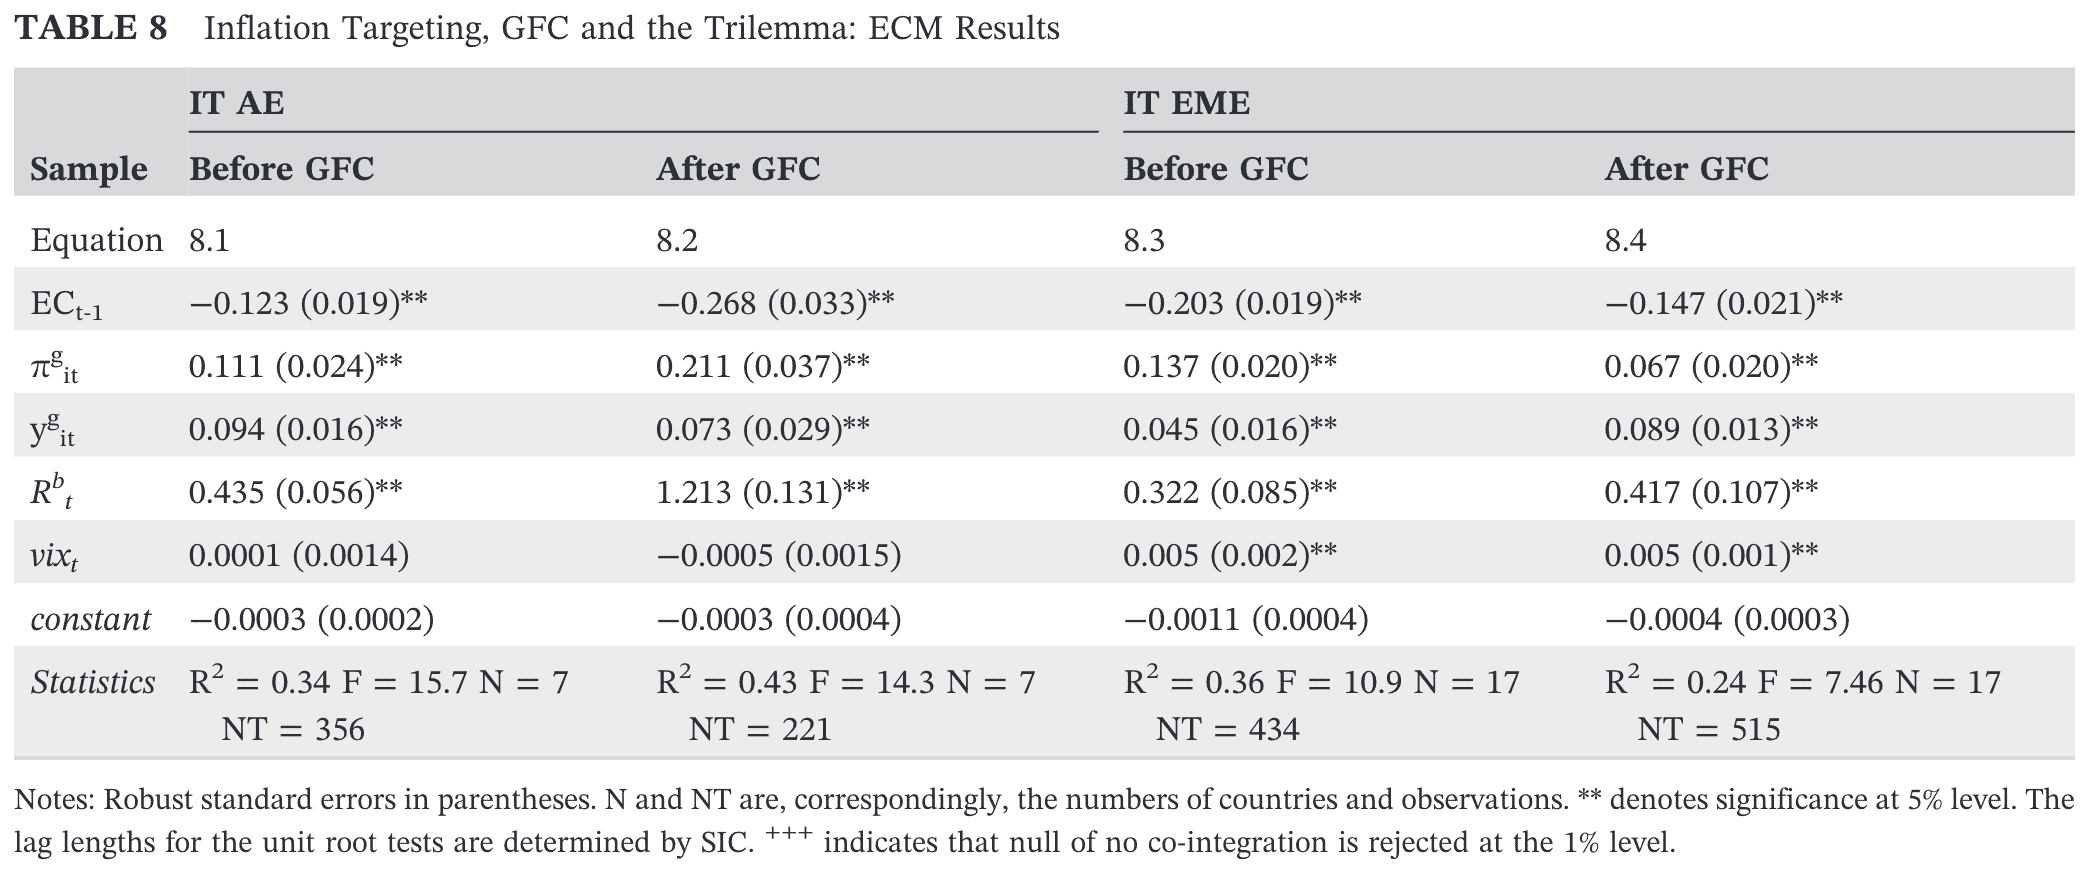 TABLE 8 Inflation Targeting, GFC and the Trilemma: ECM Results
IT AE IT EME
Sample Before GFC After GFC Before GFC After GFC
Equation 8.1 8.2 8.3 8.4
EC_{t-1} −0.123 (0.019)** −0.268 (0.033)** −0.203 (0.019)** −0.147 (0.021)**
π^g_{it} 0.111 (0.024)** 0.211 (0.037)** 0.137 (0.020)** 0.067 (0.020)**
y^g_{it} 0.094 (0.016)** 0.073 (0.029)** 0.045 (0.016)** 0.089 (0.013)**
R^b_t 0.435 (0.056)** 1.213 (0.131)** 0.322 (0.085)** 0.417 (0.107)**
vix_t 0.0001 (0.0014) −0.0005 (0.0015) 0.005 (0.002)** 0.005 (0.001)**
constant −0.0003 (0.0002) −0.0003 (0.0004) −0.0011 (0.0004) −0.0004 (0.0003)
Statistics R² = 0.34 F = 15.7 N = 7 R² = 0.43 F = 14.3 N = 7 R² = 0.36 F = 10.9 N = 17 R² = 0.24 F = 7.46 N = 17
NT = 356 NT = 221 NT = 434 NT = 515
Notes: Robust standard errors in parentheses. N and NT are, correspondingly, the numbers of countries and observations. ** denotes significance at 5% level. The
lag lengths for the unit root tests are determined by SIC. +++ indicates that null of no co-integration is rejected at the 1% level.